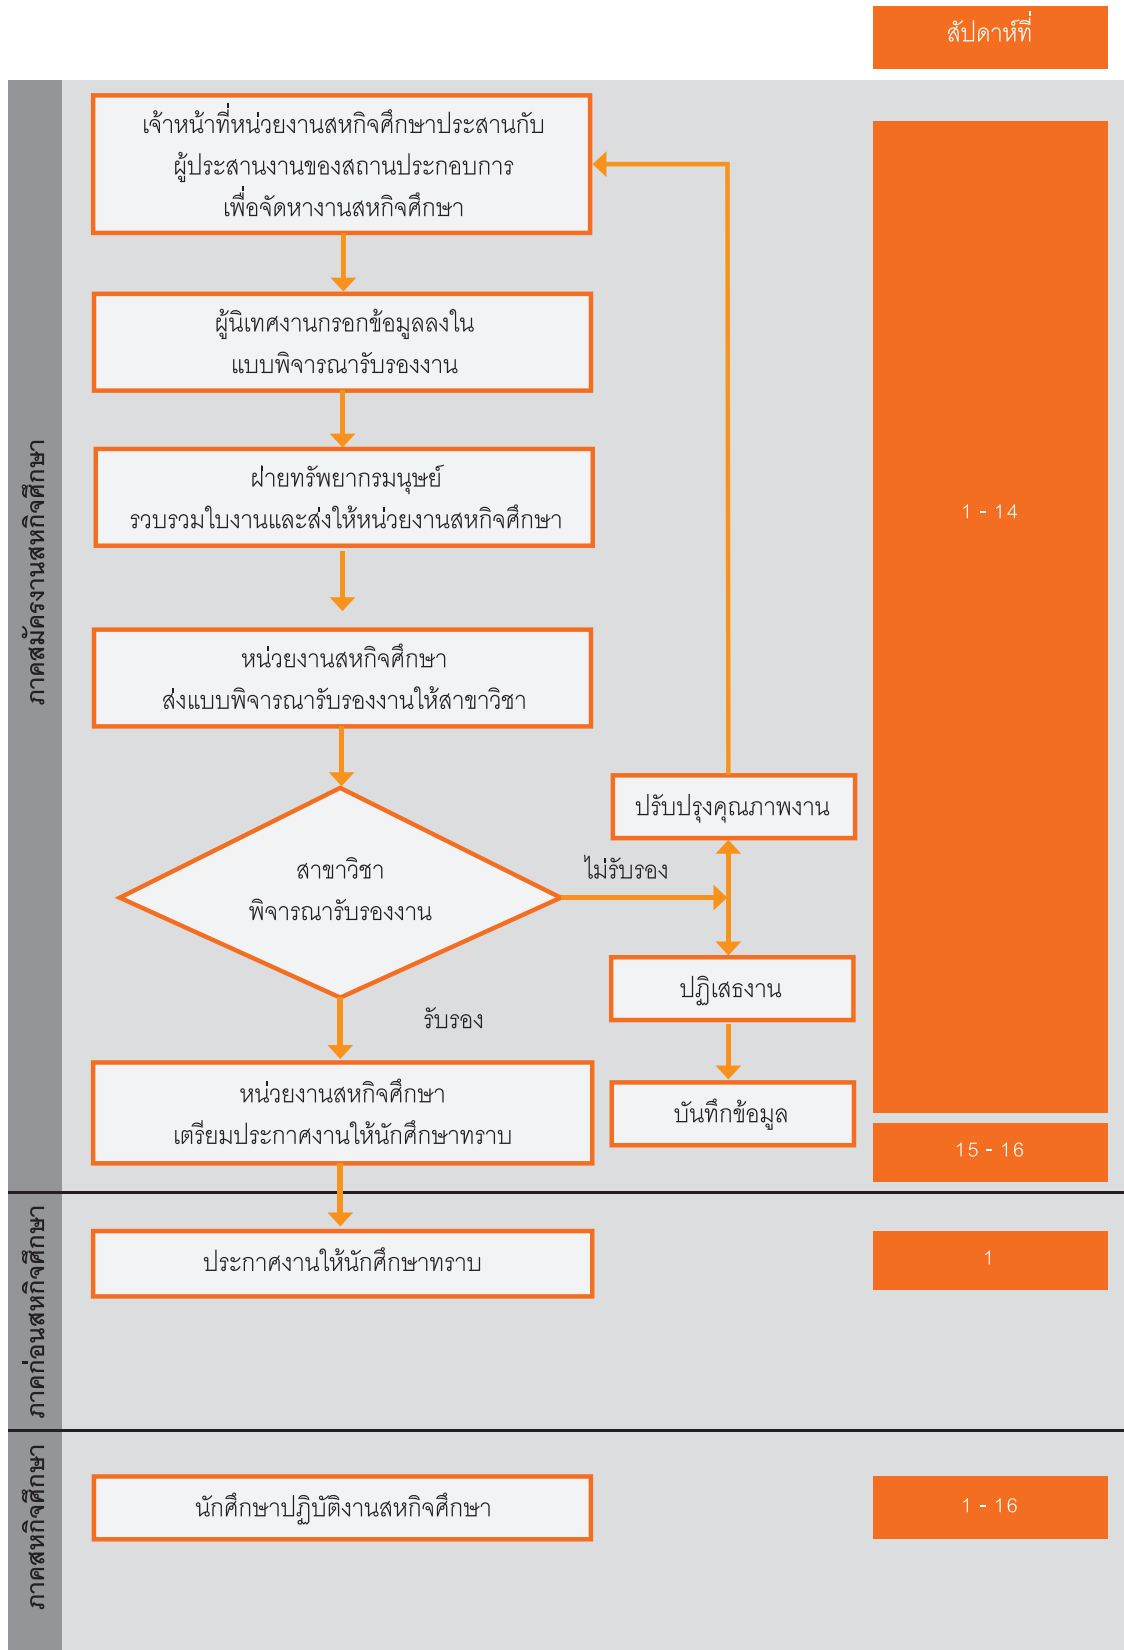 สัปดาห์ที่
ภาคสมัครงานสหกิจศึกษา
เจ้าหน้าที่หน่วยงานสหกิจศึกษาประสานกับ
ผู้ประสานงานของสถานประกอบการ
เพื่อจัดหางานสหกิจศึกษา
ผู้นิเทศงานกรอกข้อมูลลงใน
แบบพิจารณารับรองงาน
ฝ่ายทรัพยากรมนุษย์
รวบรวมใบงานและส่งให้หน่วยงานสหกิจศึกษา
1 - 14
หน่วยงานสหกิจศึกษา
ส่งแบบพิจารณารับรองงานให้สาขาวิชา
ปรับปรุงคุณภาพงาน
สาขาวิชา
พิจารณารับรองงาน
ไม่รับรอง
ปฏิเสธงาน
รับรอง
หน่วยงานสหกิจศึกษา
เตรียมประกาศงานให้นักศึกษาทราบ
บันทึกข้อมูล
15 - 16
ภาคก่อนสหกิจศึกษา
ประกาศงานให้นักศึกษาทราบ
1
ภาคสหกิจศึกษา
นักศึกษาปฏิบัติงานสหกิจศึกษา
1 - 16